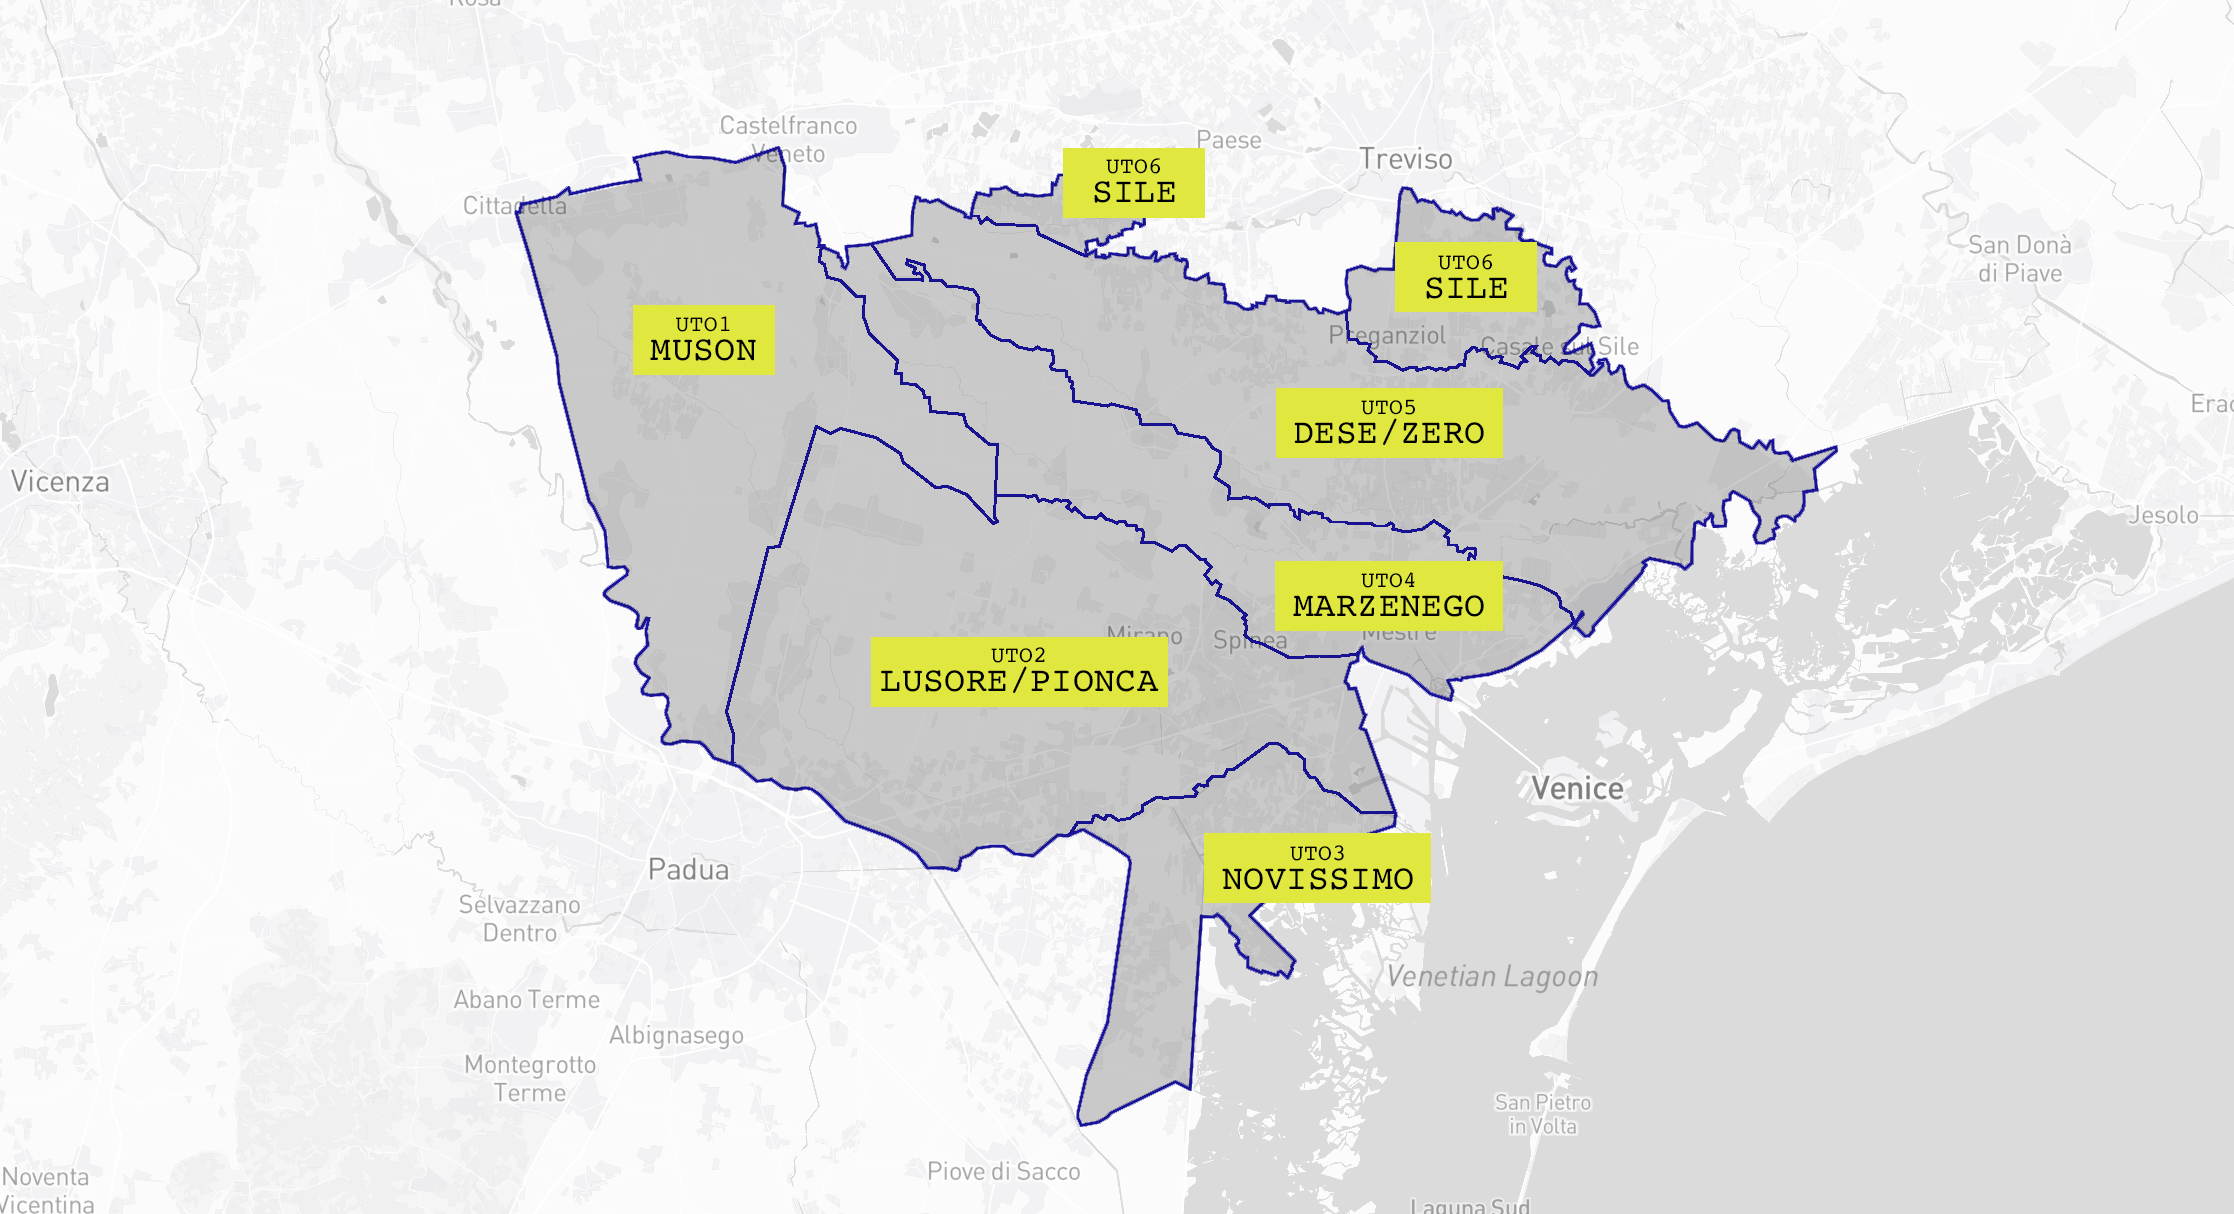 Rosà
Castelfranco
Veneto
Paese
Treviso
UTO6
SILE
Cittadella
UTO6
SILE
San Donà
di Piave
UTO1
MUSON
Preganziol
Casale sul Sile
UTO5
DESE/ZERO
Vicenza
Jesolo
UTO4
MARZENEGO
Mirano
Spinea
Mestre
UTO2
LUSORE/PIONCA
Venice
Padua
UTO3
NOVISSIMO
Selvazzano
Dentro
Venetian Lagoon
Abano Terme
Albignasego
Montegrotto
Terme
San Pietro
in Volta
Piove di Sacco
Noventa
Vicentina
Laguna Sud